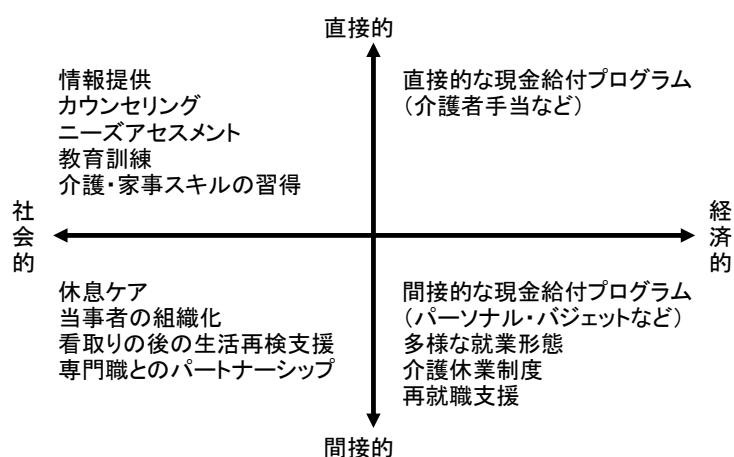 直接的
情報提供
カウンセリング
ニーズアセスメント
教育訓練
介護・家事スキルの習得
直接的な現金給付プログラム
（介護者手当など）
社会的
経済的
休息ケア
当事者の組織化
看取りの後の生活再検支援
専門職とのパートナーシップ
間接的な現金給付プログラム
（パーソナル・バジェットなど）
多様な就業形態
介護休業制度
再就職支援
間接的